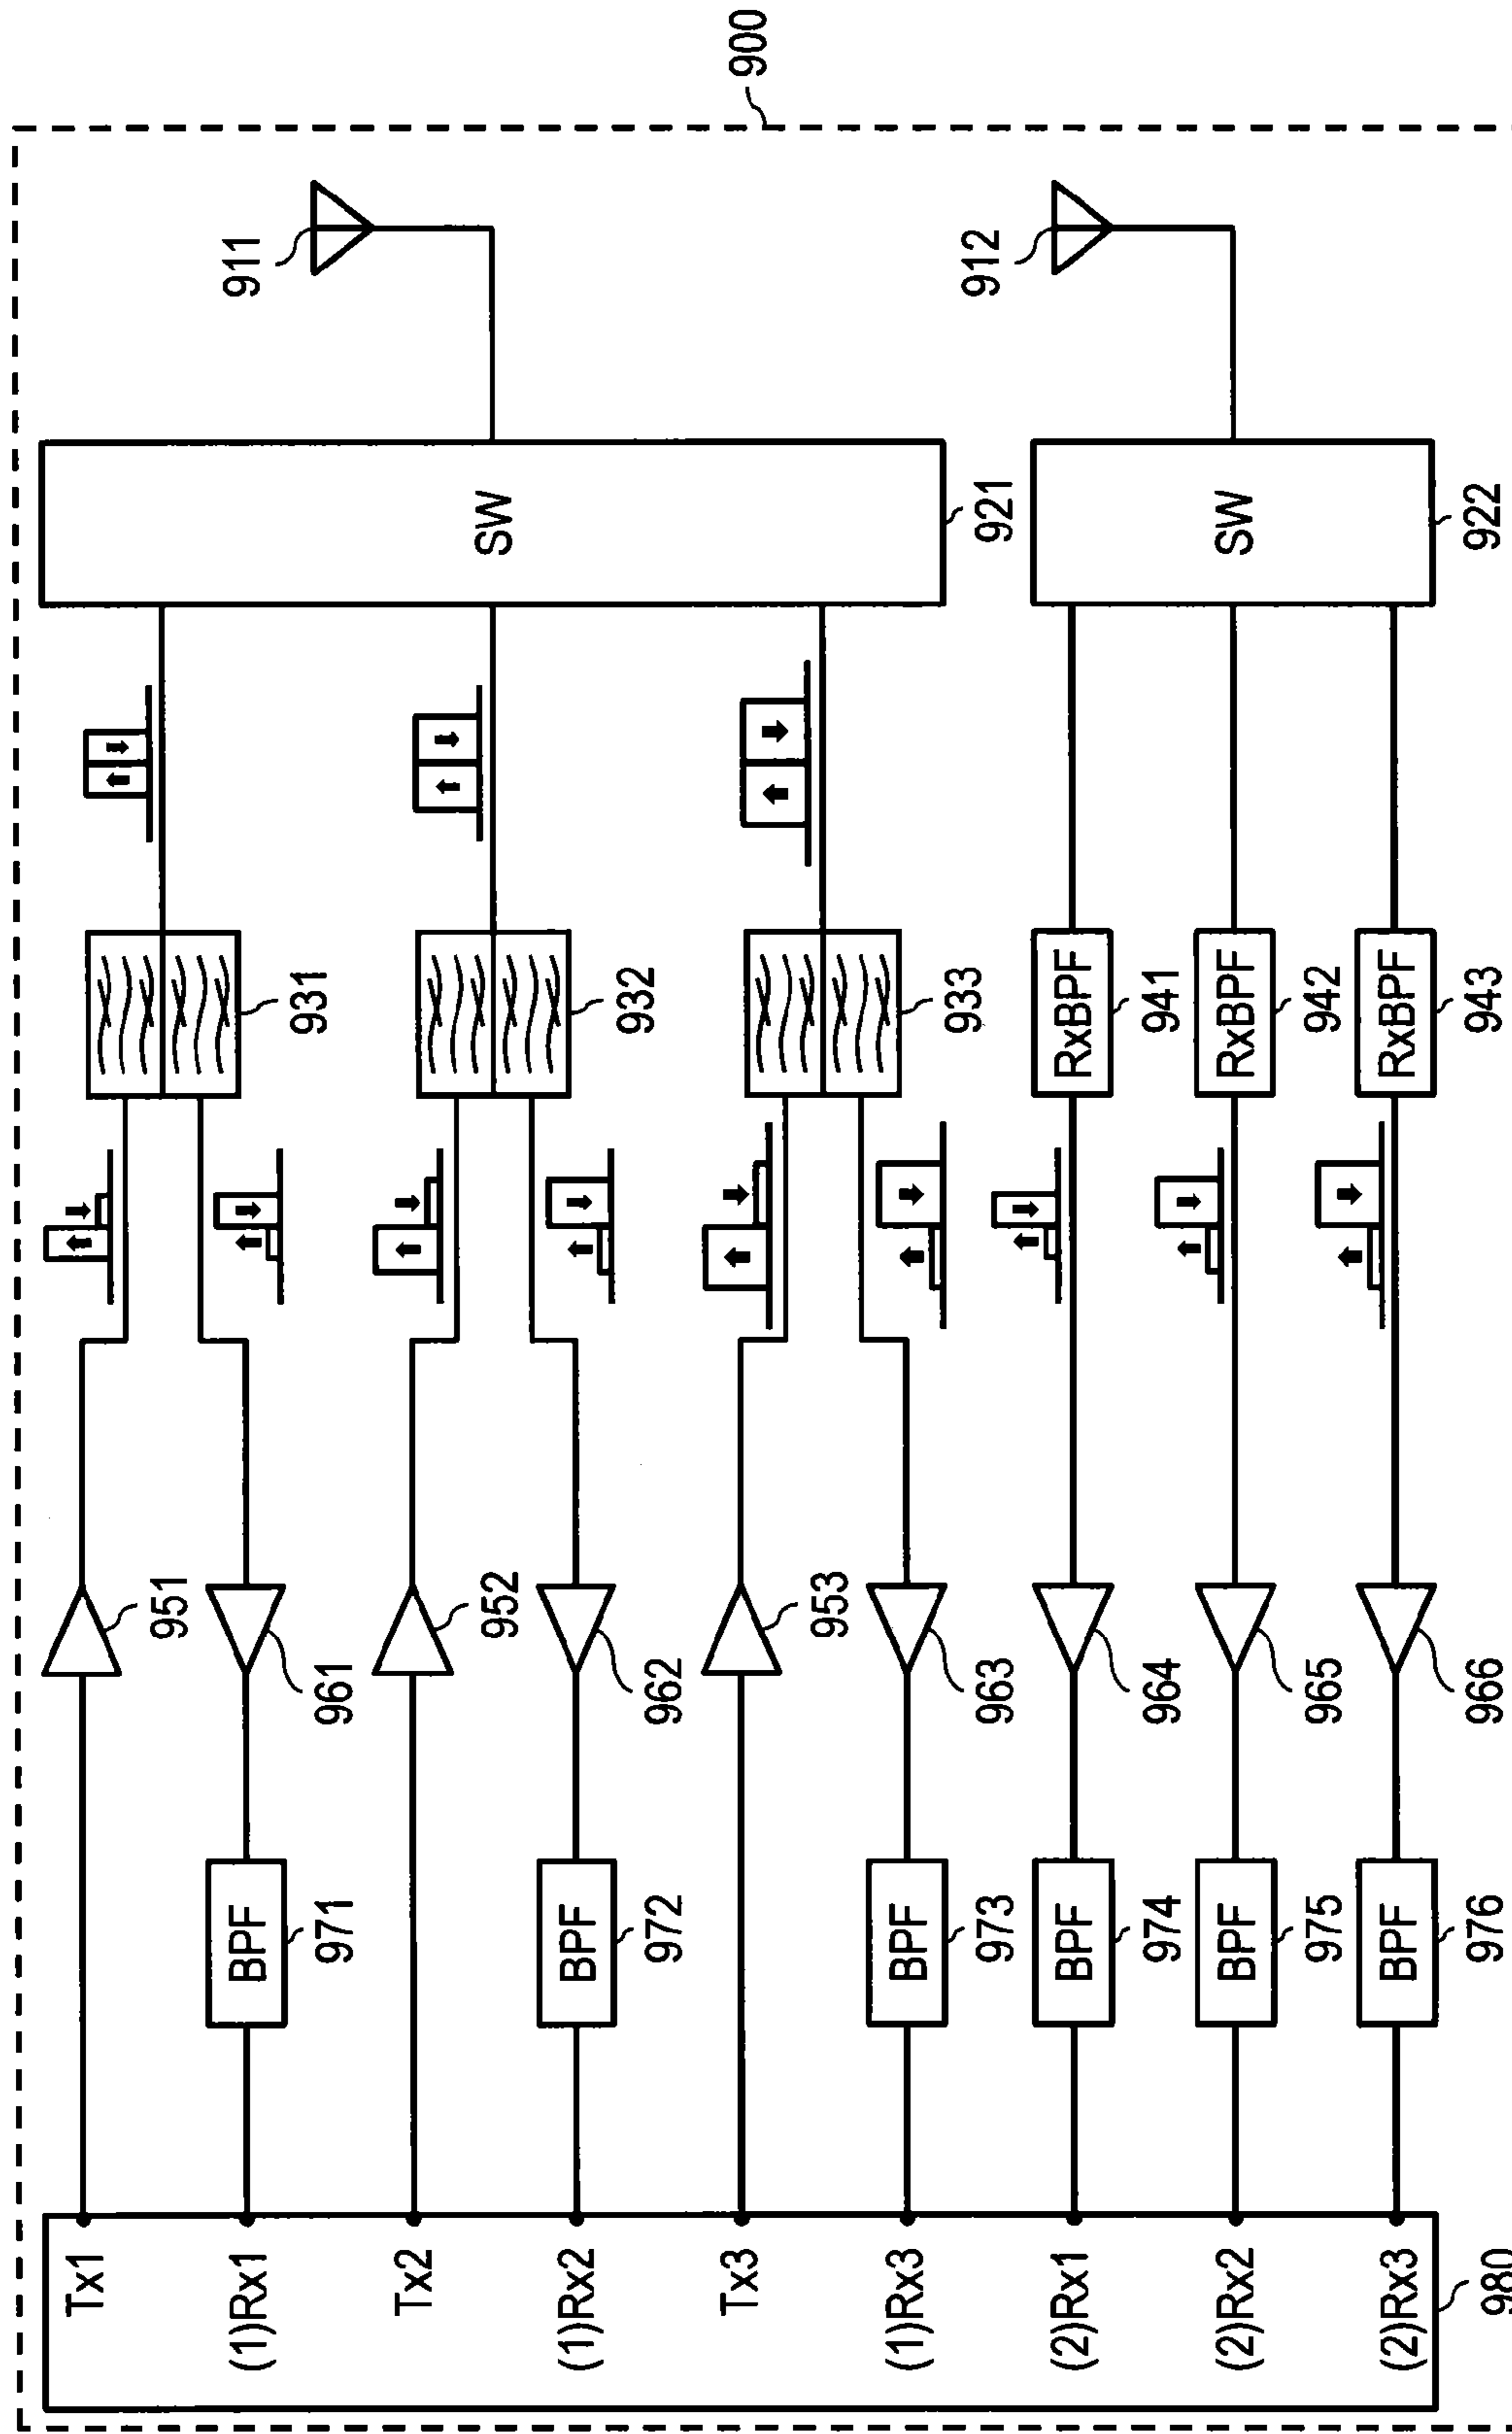 900
911
912
SW
921
SW
922
931
932
933
RxBPF
941
RxBPF
942
RxBPF
943
951
961
952
962
953
963
964
965
966
BPF
971
BPF
972
BPF
973
BPF
974
BPF
975
BPF
976
Tx1
(1)Rx1
Tx2
(1)Rx2
Tx3
(1)Rx3
(2)Rx1
(2)Rx2
(2)Rx3
980